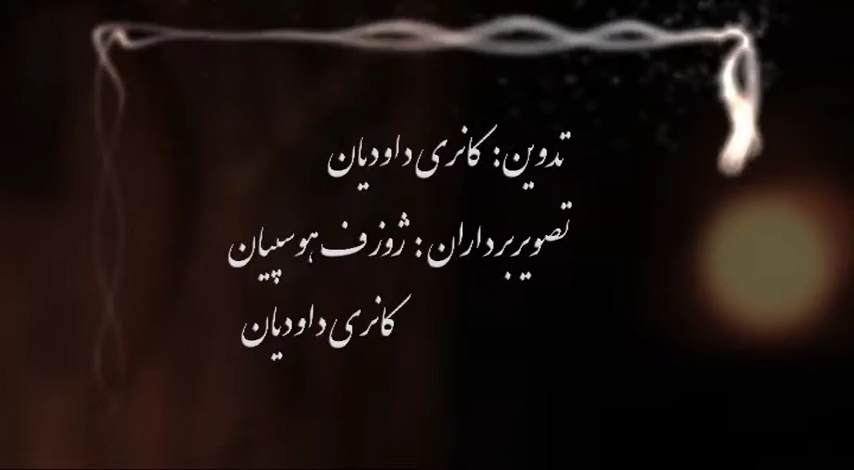 تدوین: کانری داودیان
تصویربرداران: ژوزف هوسپیان
کانری داودیان